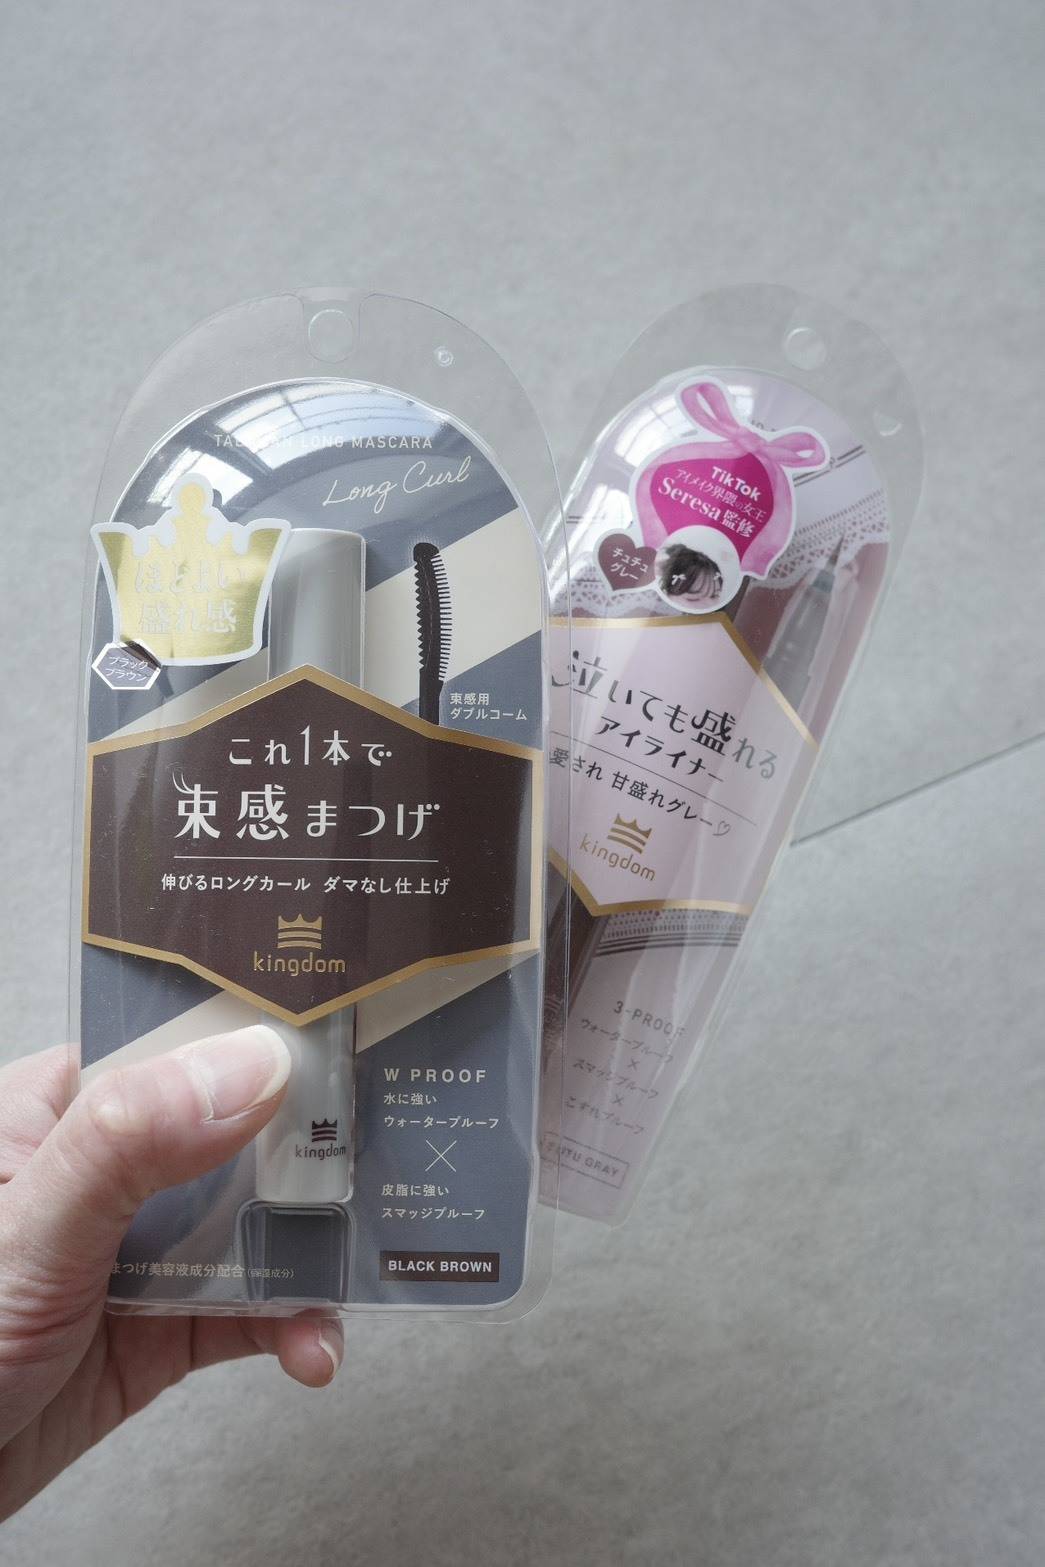 LONG MASCARA
Long Curl
ほどよい
盛れ感
ブラック
ブラウン
束感用
ダブルコーム
これ1本で
束感まつげ
伸びるロングカール ダマなし仕上げ
kingdom
kingdom
W PROOF
水に強い
ウォータープルーフ
×
皮脂に強い
スマッジプルーフ
まつげ美容液成分配合(保湿成分)
BLACK BROWN
TikTok
アイメイク界隈の女王
Seresa監修
チュチュ
グレー
泣いても盛れる
アイライナー
愛され 甘盛れグレー♡
kingdom
3-PROOF
ウォータープルーフ
×
スマッジプルーフ
×
こすれプルーフ
TUTU GRAY